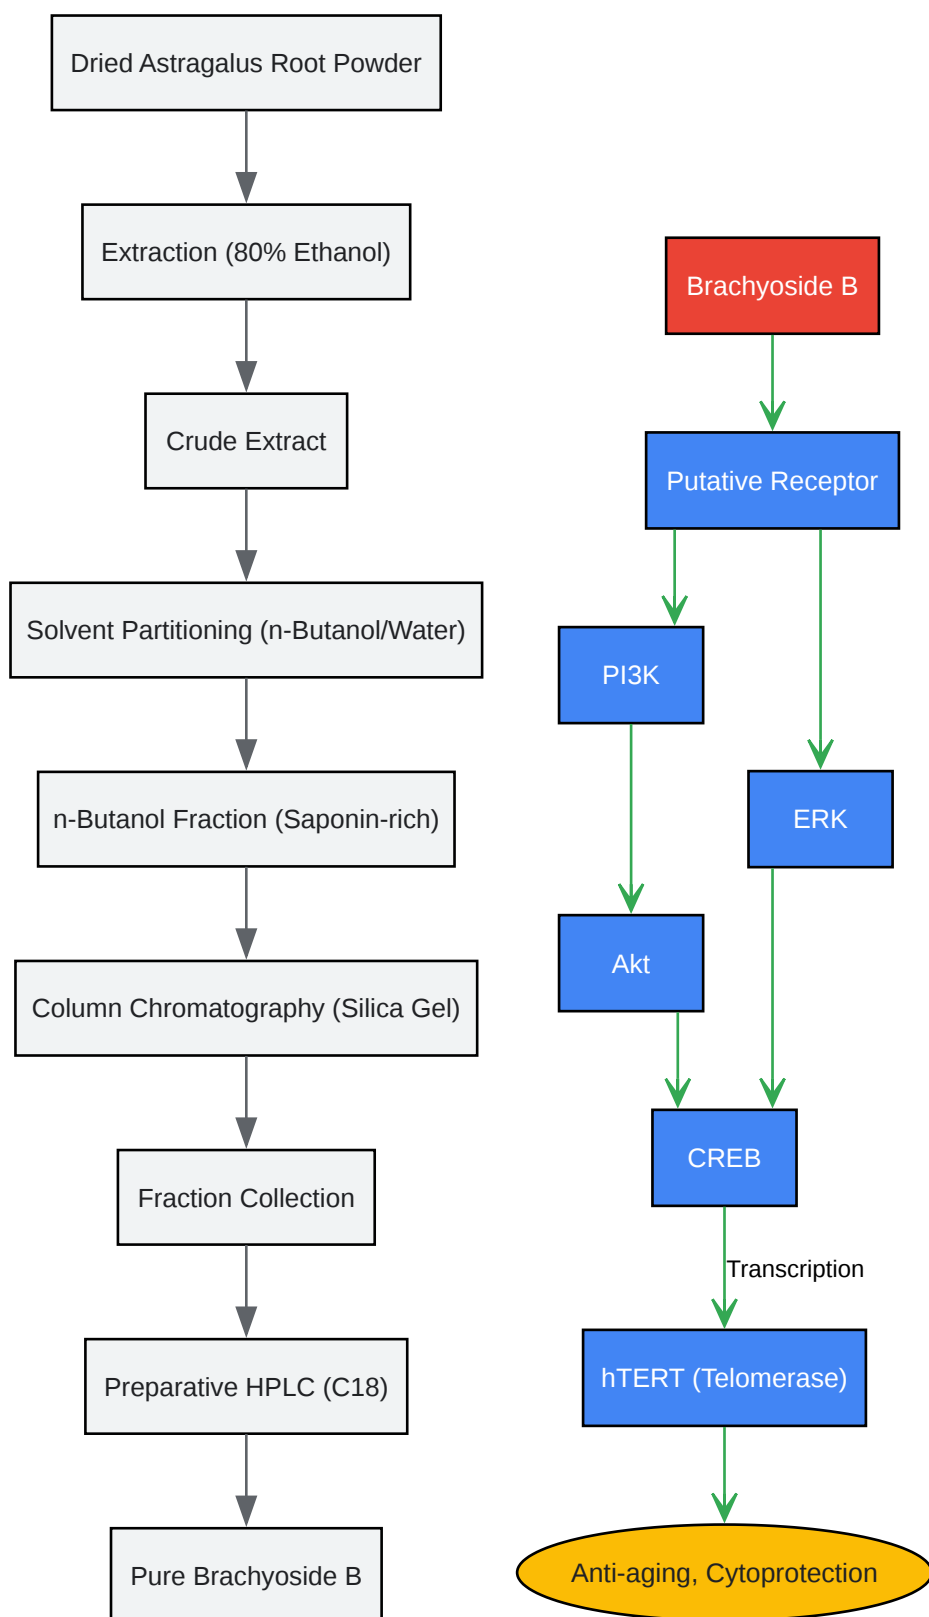 Dried Astragalus Root Powder
Extraction (80% Ethanol)
Crude Extract
Solvent Partitioning (n-Butanol/Water)
n-Butanol Fraction (Saponin-rich)
Column Chromatography (Silica Gel)
Fraction Collection
Preparative HPLC (C18)
Pure Brachyoside B
Brachyoside B
Putative Receptor
PI3K
ERK
Akt
CREB
Transcription
hTERT (Telomerase)
Anti-aging, Cytoprotection